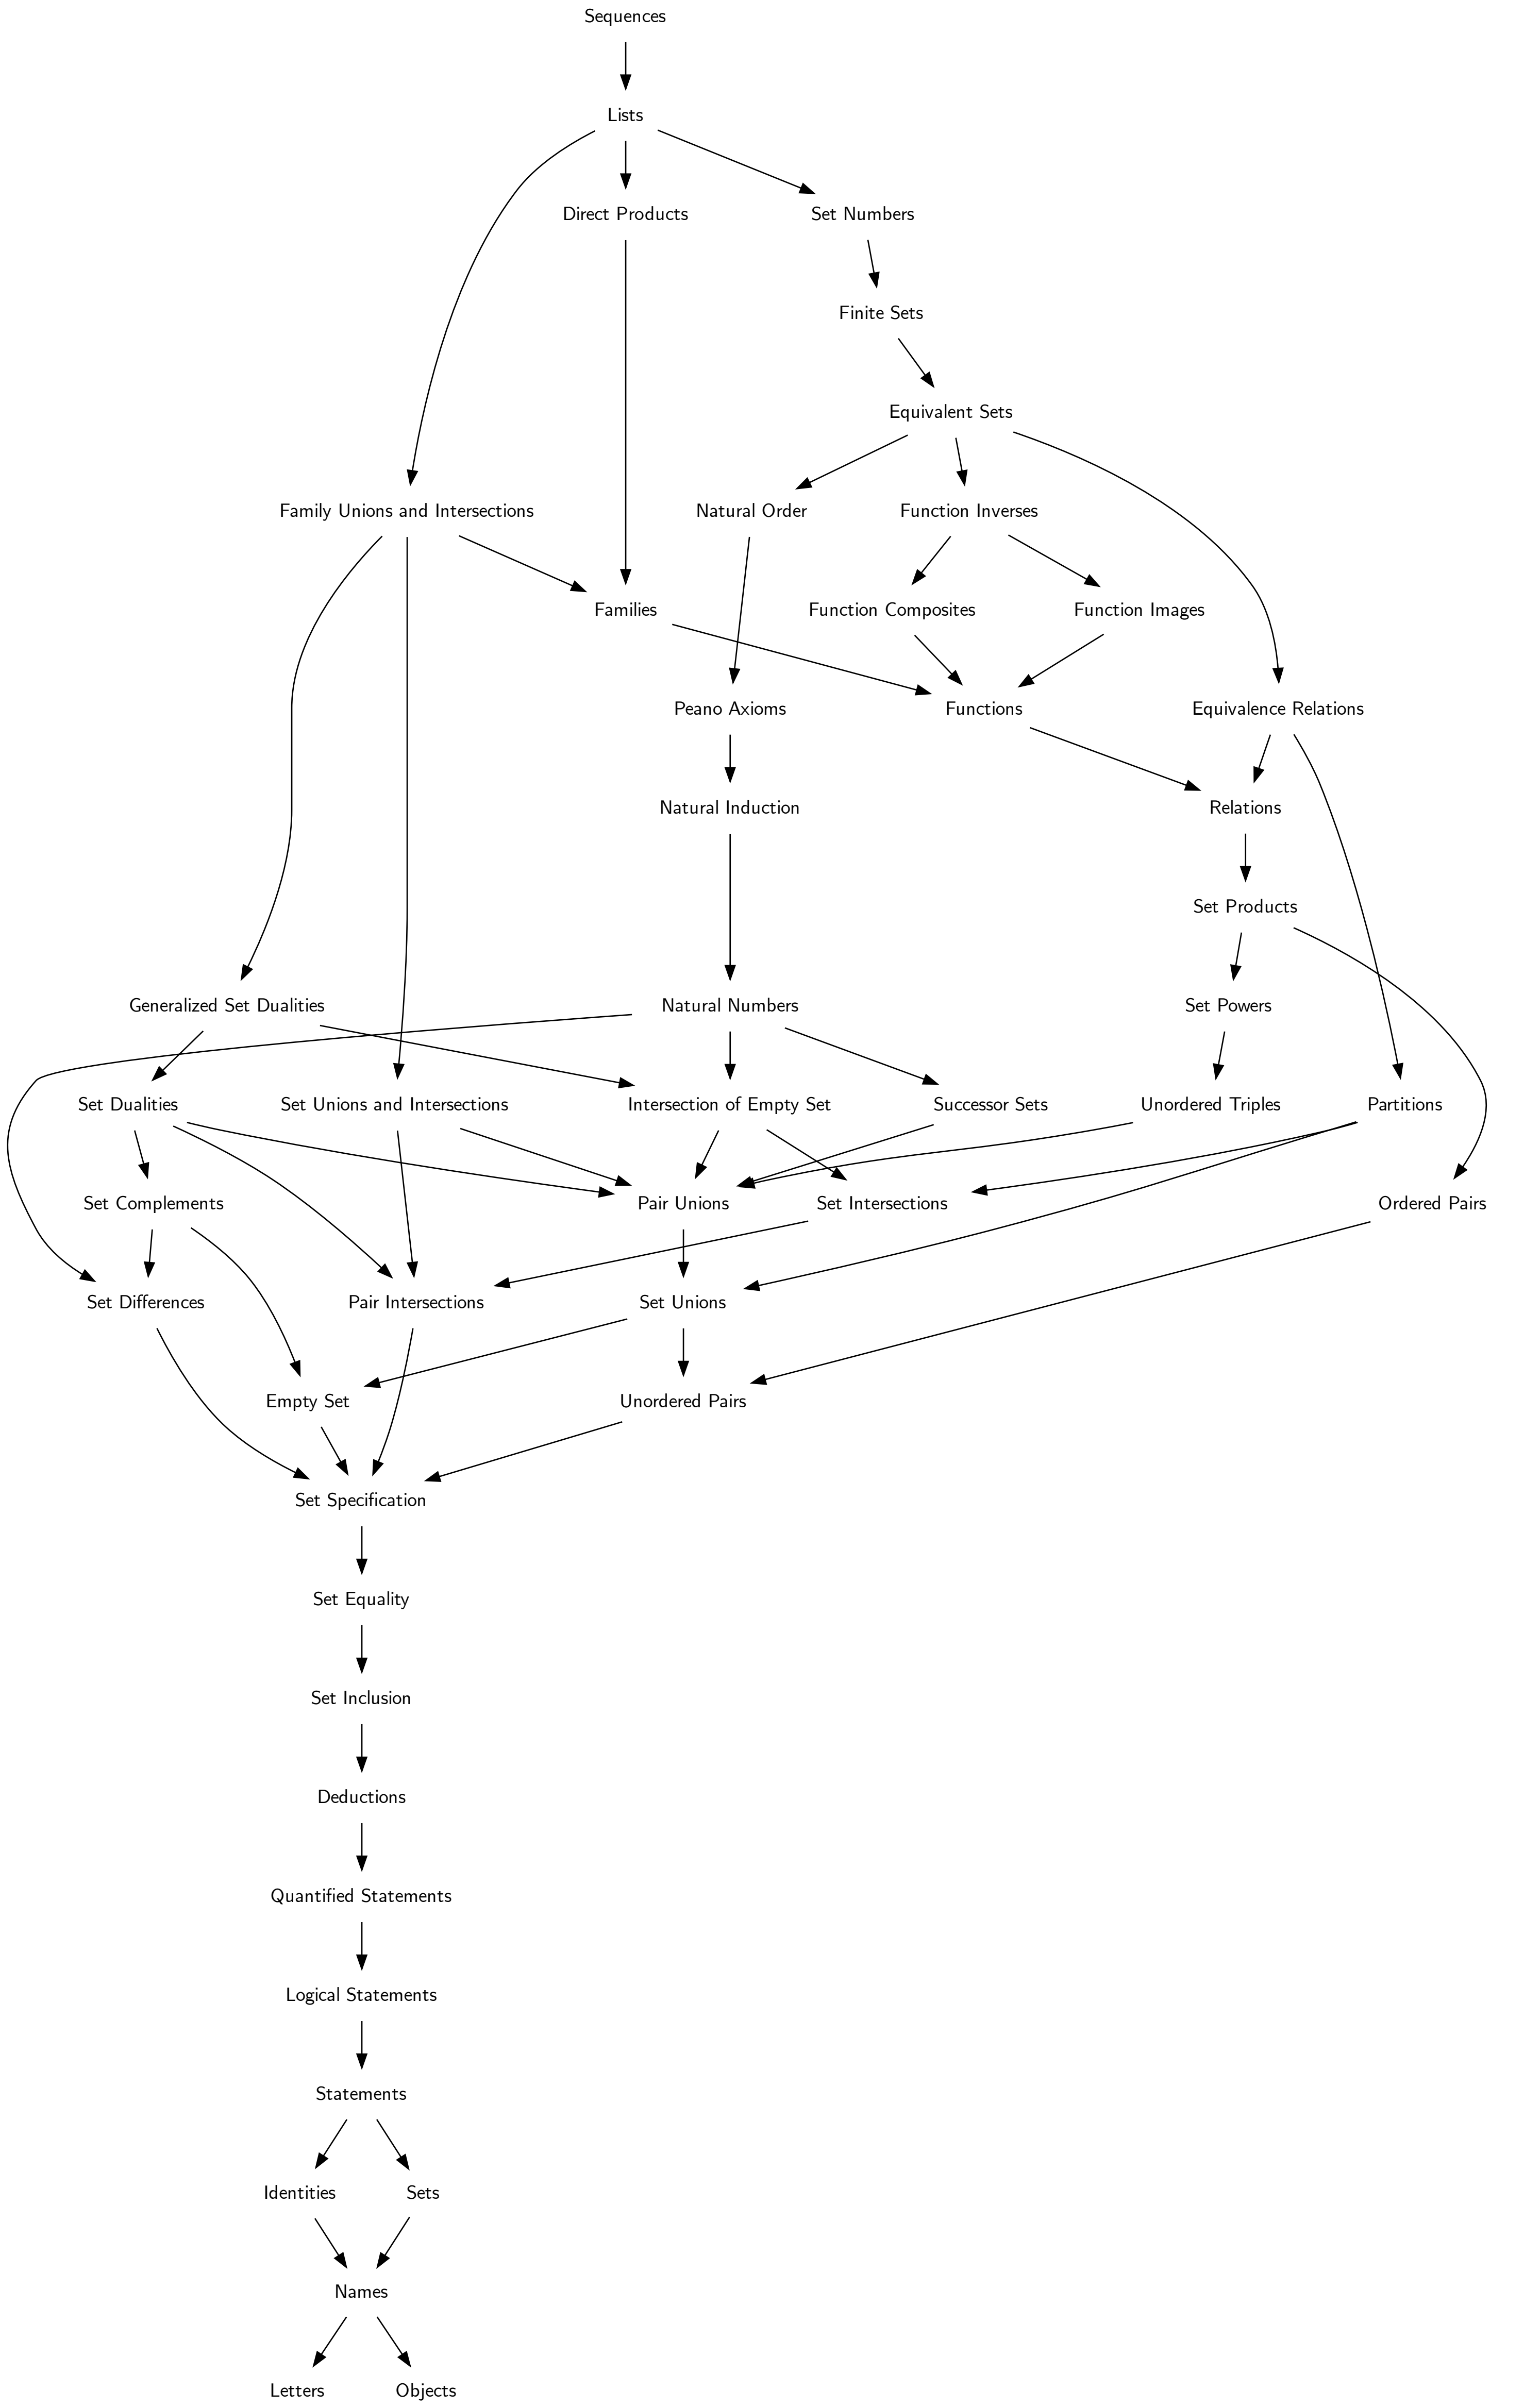 Sequences
Lists
Direct Products
Set Numbers
Finite Sets
Equivalent Sets
Family Unions and Intersections
Natural Order
Function Inverses
Families
Function Composites
Function Images
Peano Axioms
Functions
Equivalence Relations
Natural Induction
Relations
Set Products
Generalized Set Dualities
Natural Numbers
Set Powers
Set Dualities
Set Unions and Intersections
Intersection of Empty Set
Successor Sets
Unordered Triples
Partitions
Set Complements
Pair Unions
Set Intersections
Ordered Pairs
Set Differences
Pair Intersections
Set Unions
Empty Set
Unordered Pairs
Set Specification
Set Equality
Set Inclusion
Deductions
Quantified Statements
Logical Statements
Statements
Identities
Sets
Names
Letters
Objects